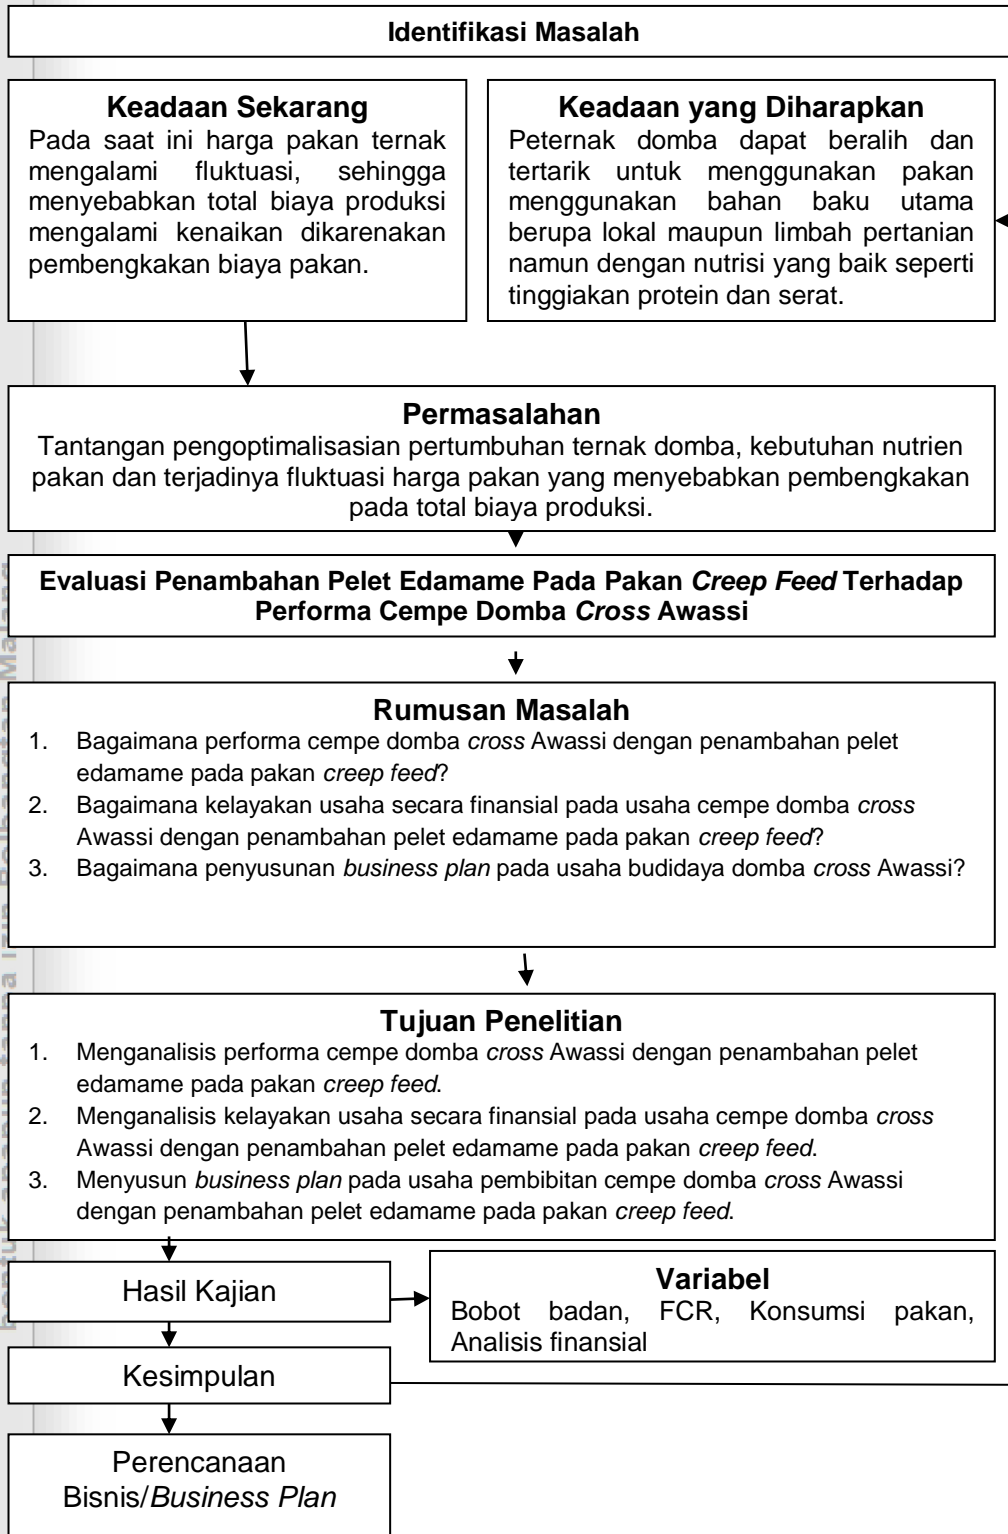 Identifikasi Masalah
Keadaan Sekarang
Pada saat ini harga pakan ternak
mengalami fluktuasi, sehingga
menyebabkan total biaya produksi
mengalami kenaikan dikarenakan
pembengkakan biaya pakan.
Keadaan yang Diharapkan
Peternak domba dapat beralih dan
tertarik untuk menggunakan pakan
menggunakan bahan baku utama
berupa lokal maupun limbah pertanian
namun dengan nutrisi yang baik seperti
tinggiakan protein dan serat.
Permasalahan
Tantangan pengoptimalisasian pertumbuhan ternak domba, kebutuhan nutrien
pakan dan terjadinya fluktuasi harga pakan yang menyebabkan pembengkakan
pada total biaya produksi.
Evaluasi Penambahan Pelet Edamame Pada Pakan Creep Feed Terhadap
Performa Cempe Domba Cross Awassi
Rumusan Masalah
1. Bagaimana performa cempe domba cross Awassi dengan penambahan pelet
edamame pada pakan creep feed?
2. Bagaimana kelayakan usaha secara finansial pada usaha cempe domba cross
Awassi dengan penambahan pelet edamame pada pakan creep feed?
3. Bagaimana penyusunan business plan pada usaha budidaya domba cross Awassi?
Tujuan Penelitian
1. Menganalisis performa cempe domba cross Awassi dengan penambahan pelet
edamame pada pakan creep feed.
2. Menganalisis kelayakan usaha secara finansial pada usaha cempe domba cross
Awassi dengan penambahan pelet edamame pada pakan creep feed.
3. Menyusun business plan pada usaha pembibitan cempe domba cross Awassi
dengan penambahan pelet edamame pada pakan creep feed.
Hasil Kajian
Variabel
Bobot badan, FCR, Konsumsi pakan,
Analisis finansial
Kesimpulan
Perencanaan
Bisnis/Business Plan